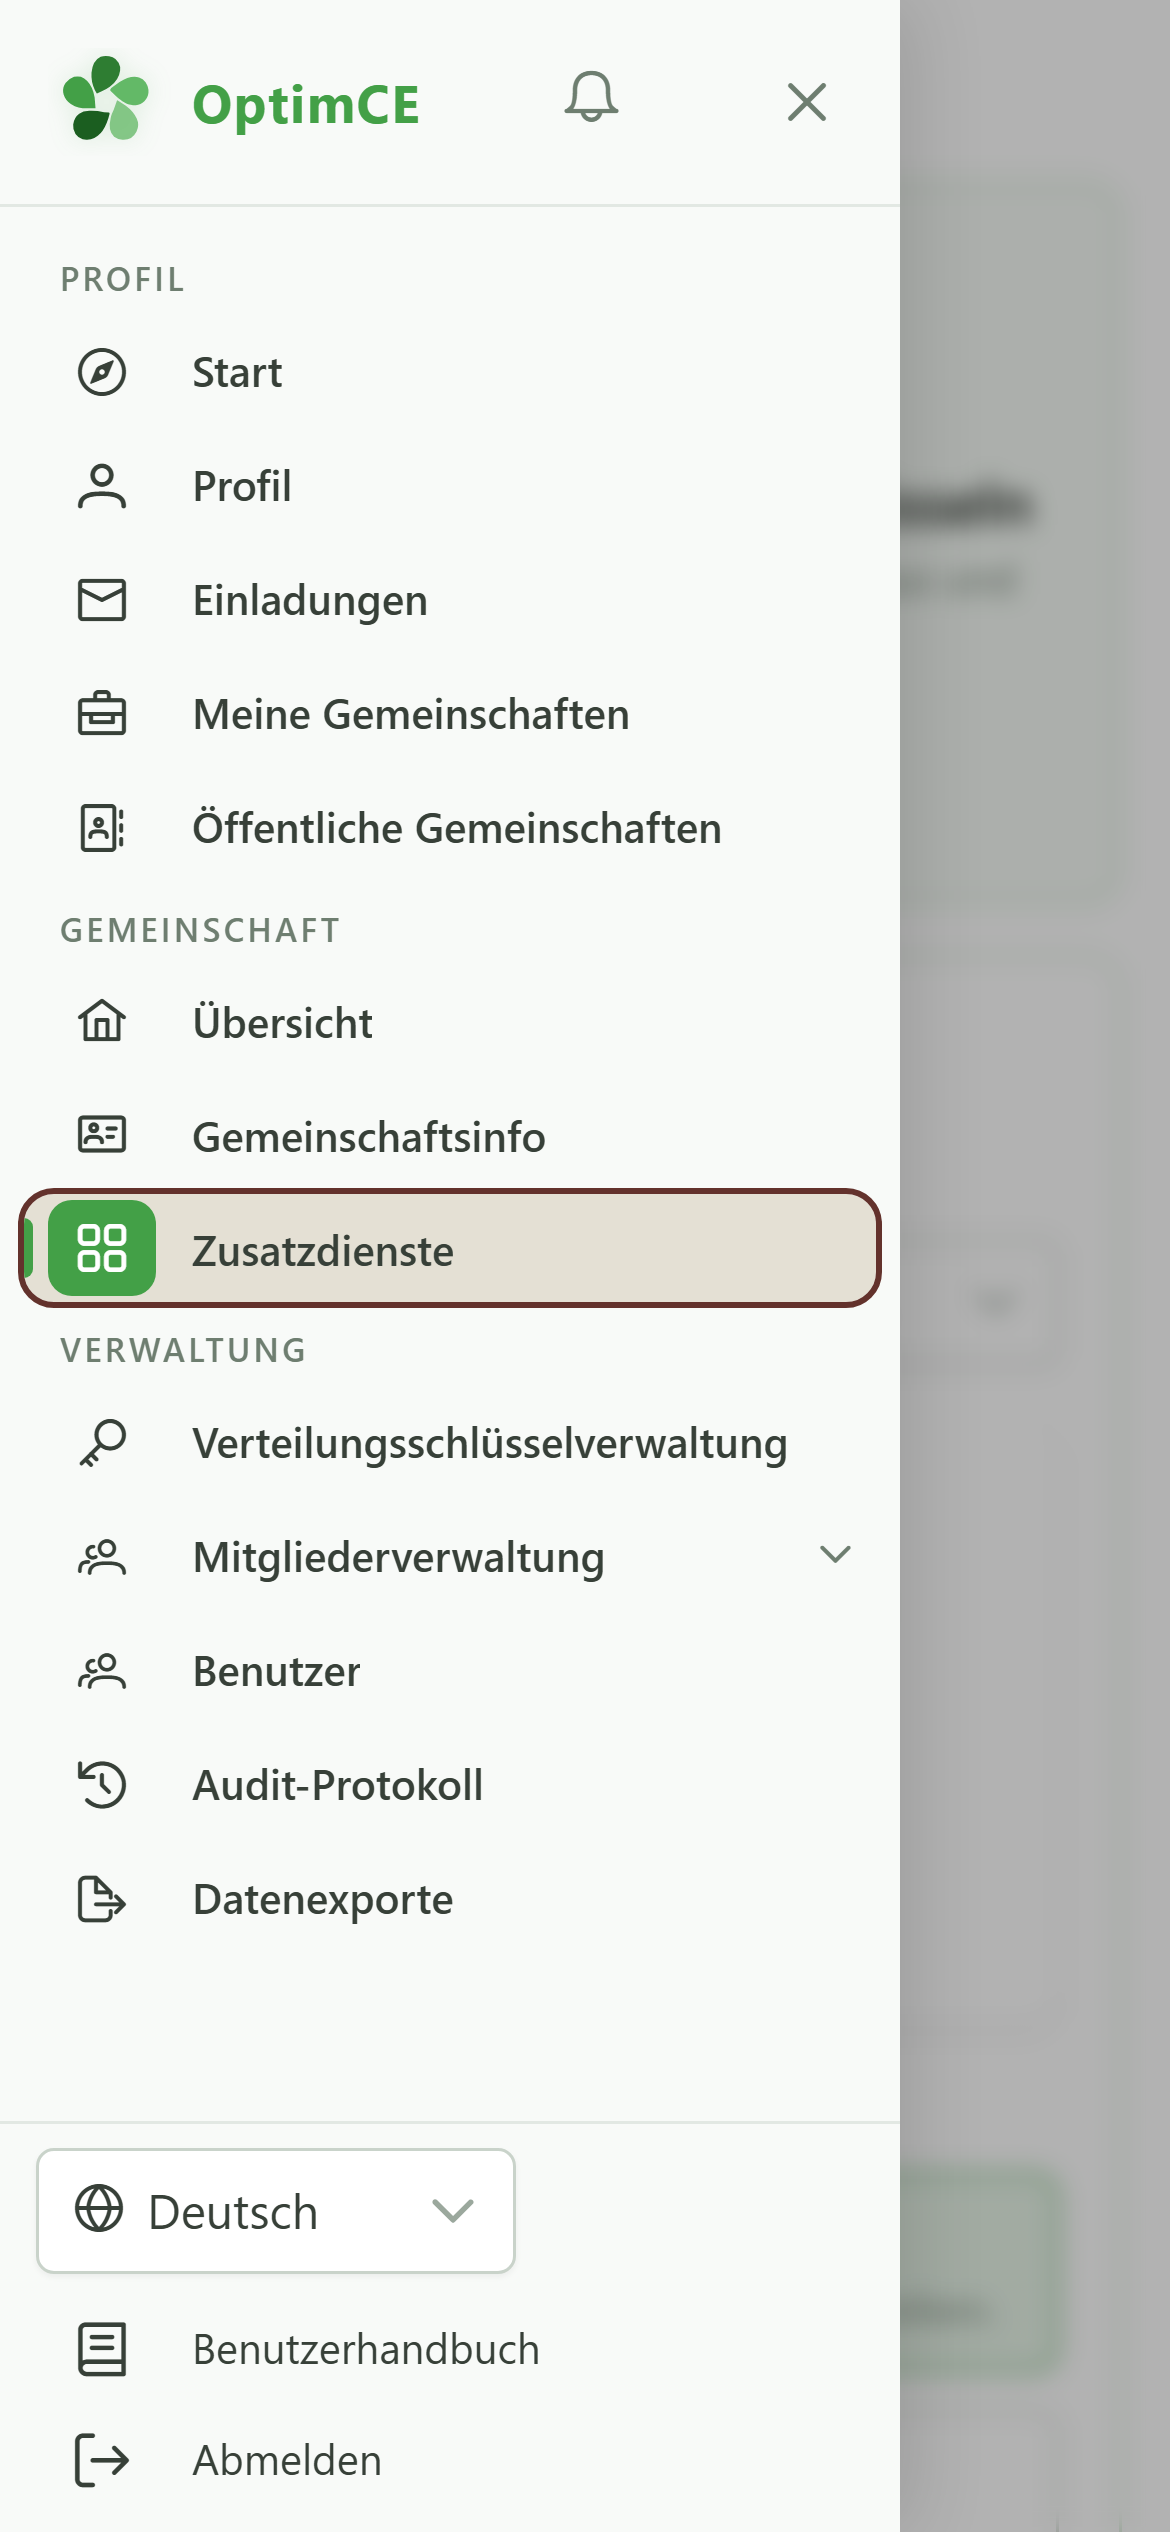 OptimCE
PROFIL
Start
Profil
Einladungen
Meine Gemeinschaften
Öffentliche Gemeinschaften
GEMEINSCHAFT
Übersicht
Gemeinschaftsinfo
Zusatzdienste
VERWALTUNG
Verteilungsschlüsselverwaltung
Mitgliederverwaltung
Benutzer
Audit-Protokoll
Datenexporte
Deutsch
Benutzerhandbuch
Abmelden